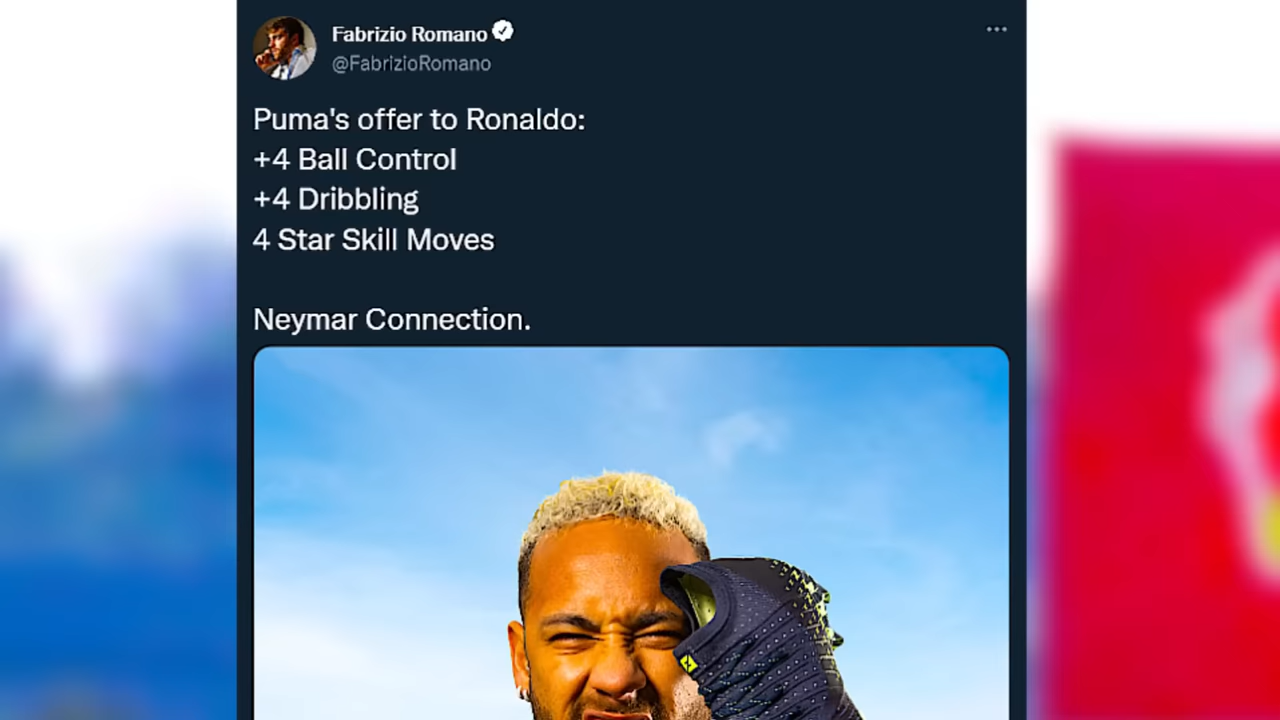 Fabrizio Romano
@FabrizioRomano
Puma's offer to Ronaldo:
+4 Ball Control
+4 Dribbling
4 Star Skill Moves
Neymar Connection.